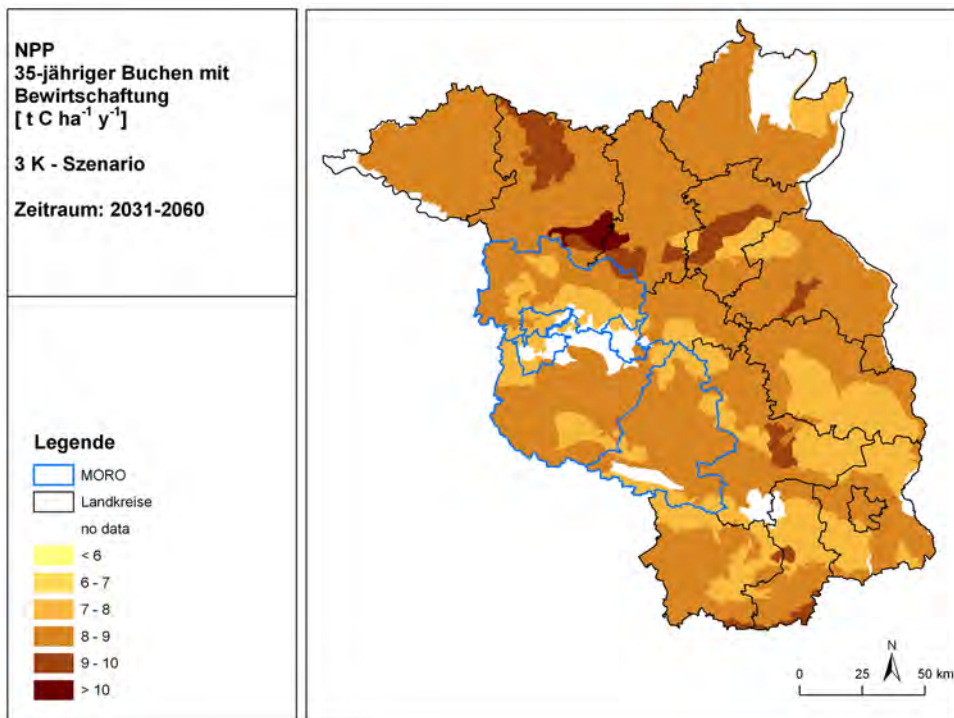 NPP
35-jähriger Buchen mit
Bewirtschaftung
[ t C ha⁻¹ y⁻¹]
3 K - Szenario
Zeitraum: 2031-2060
Legende
MORO
Landkreise
no data
< 6
6 - 7
7 - 8
8 - 9
9 - 10
> 10
N
0 25 50 km